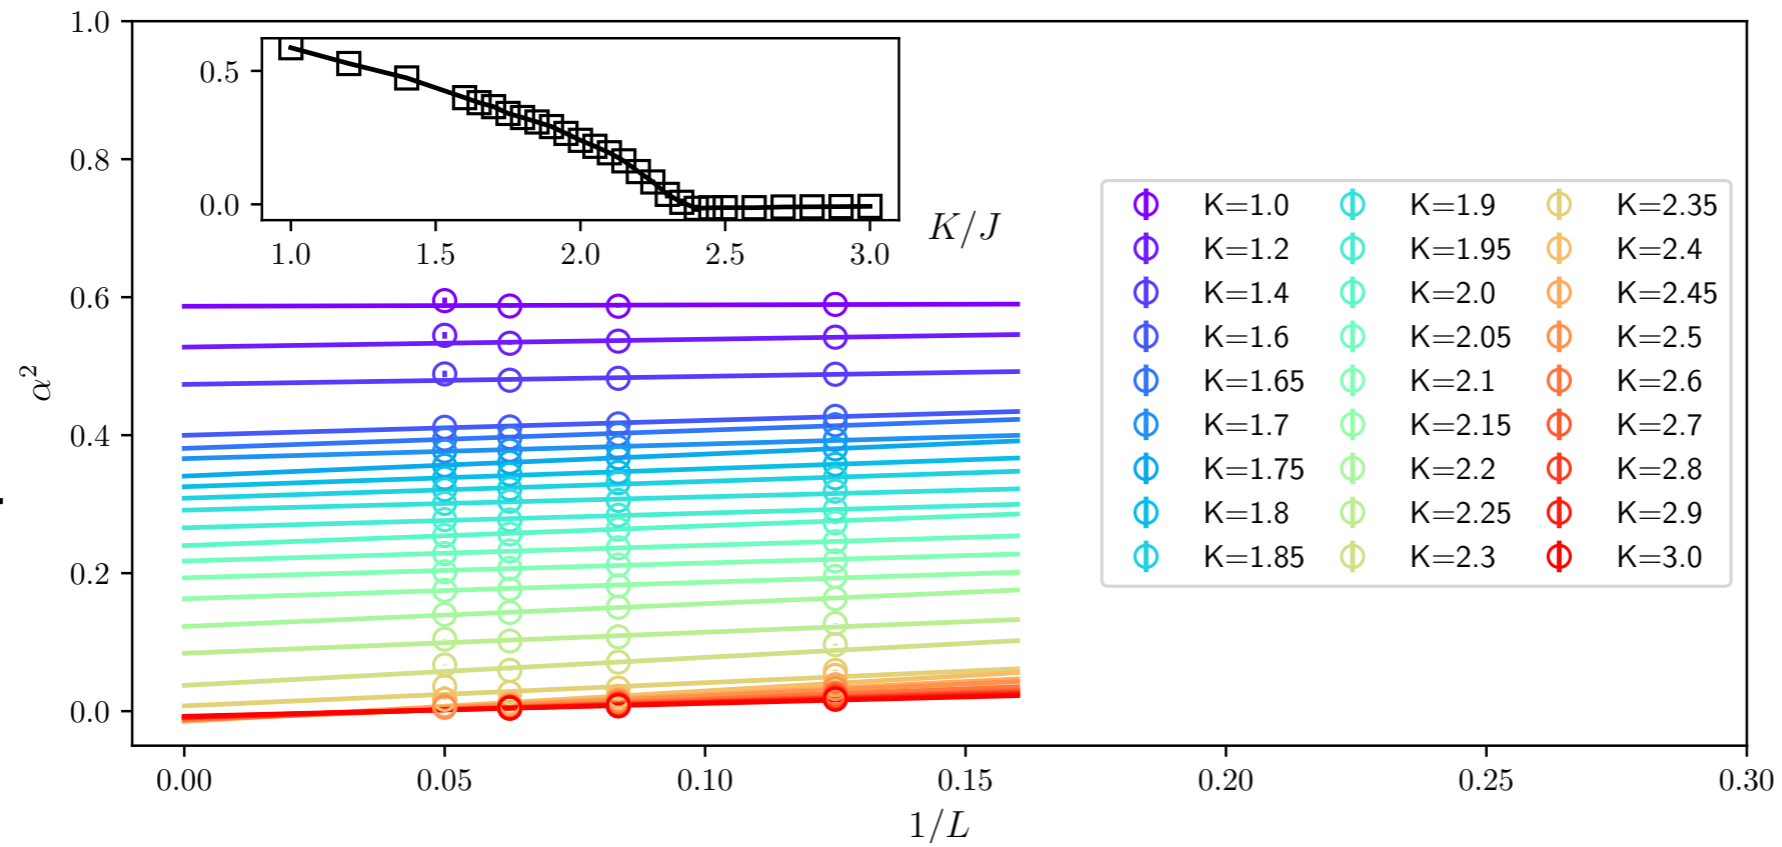 1.0
0.5
0.0
1.0 1.5 2.0 2.5 3.0
K/J
0.8
0.6
0.4
0.2
0.0
α²
K=1.0 K=1.9 K=2.35
K=1.2 K=1.95 K=2.4
K=1.4 K=2.0 K=2.45
K=1.6 K=2.05 K=2.5
K=1.65 K=2.1 K=2.6
K=1.7 K=2.15 K=2.7
K=1.75 K=2.2 K=2.8
K=1.8 K=2.25 K=2.9
K=1.85 K=2.3 K=3.0
0.00 0.05 0.10 0.15 0.20 0.25 0.30
1/L